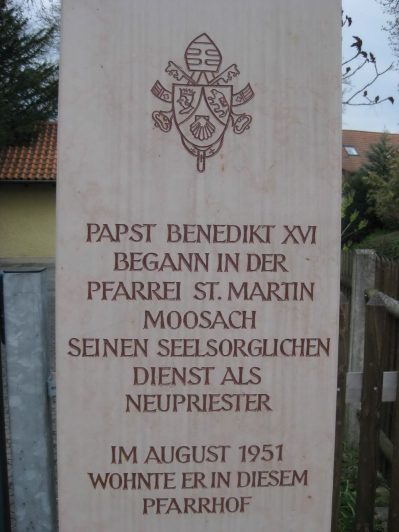 PAPST BENEDIKT XVI
BEGANN IN DER
PFARREI ST. MARTIN
MOOSACH
SEINEN SEELSORGLICHEN
DIENST ALS
NEUPRIESTER
IM AUGUST 1951
WOHNTE ER IN DIESEM
PFARRHOF